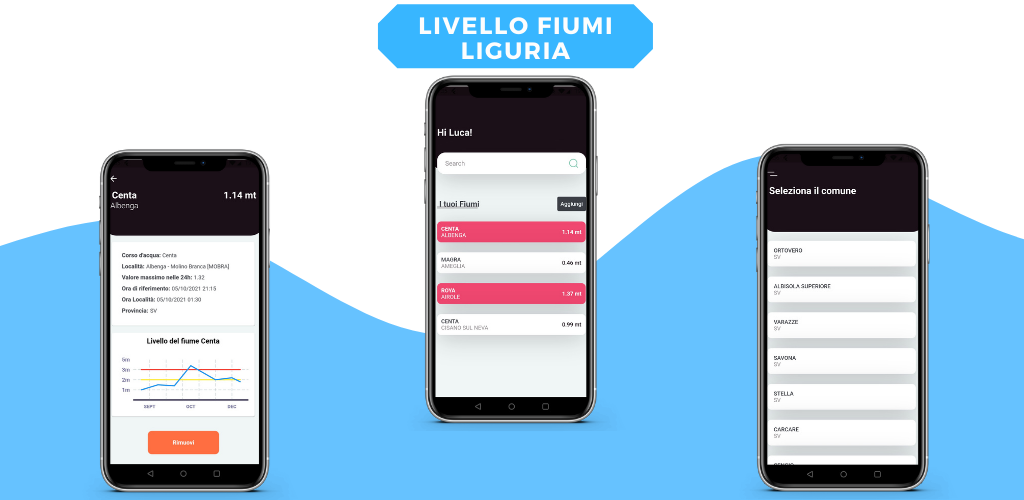 LIVELLO FIUMI
LIGURIA
Centa
1.14 mt
Albenga
Corso d'acqua: Centa
Località: Albenga - Molino Branca [MOBRA]
Valore massimo nelle 24h: 1.32
Ora di riferimento: 05/10/2021 21:15
Ora Località: 05/10/2021 01:30
Provincia: SV
Livello del fiume Centa
5m
3m
2m
1m
SEPT OCT DEC
Rimuovi
Hi Luca!
Search
I tuoi Fiumi
Aggiungi
CENTA
ALBENGA
1.14 mt
MAGRA
AMEGLIA
0.46 mt
ROYA
AIROLE
1.37 mt
CENTA
CISANO SUL NEVA
0.99 mt
Seleziona il comune
ORTOVERO
SV
ALBISOLA SUPERIORE
SV
VARAZZE
SV
SAVONA
SV
STELLA
SV
CARCARE
SV